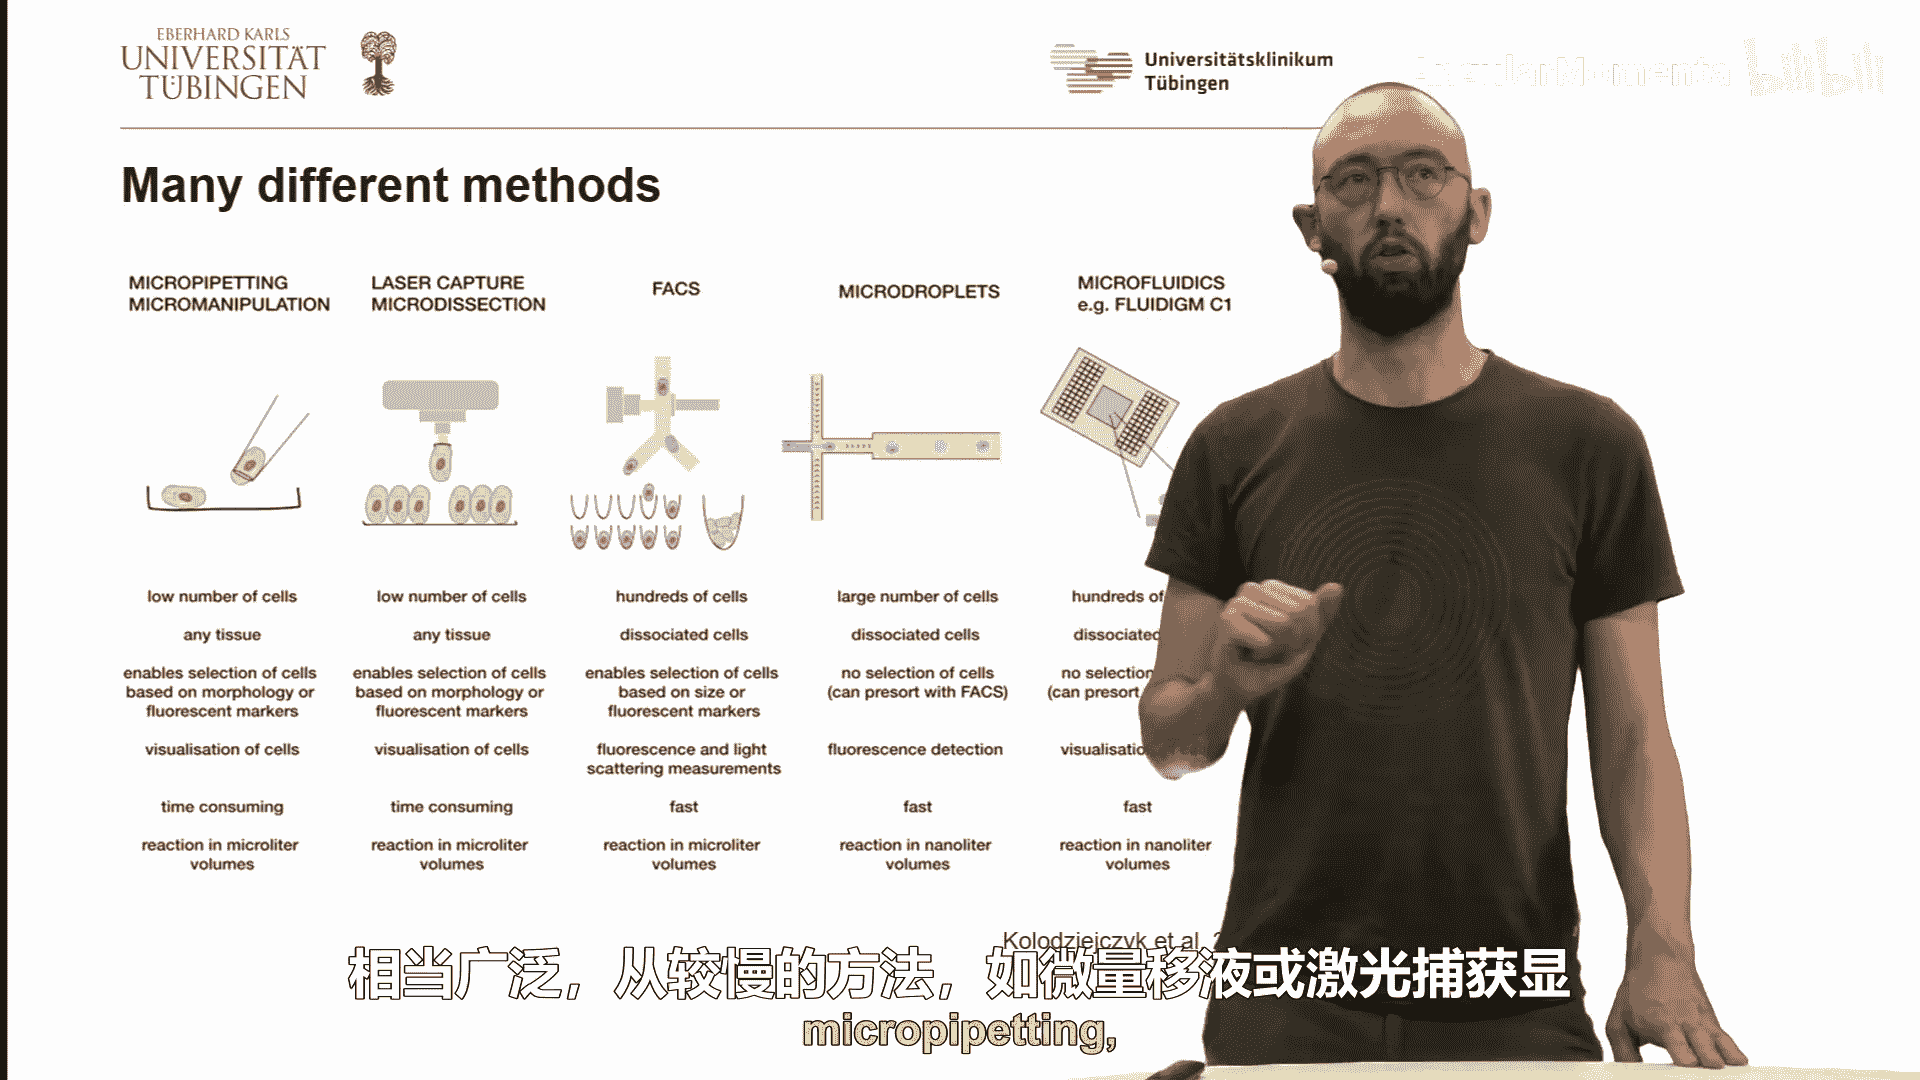 EBERHARD KARLS
UNIVERSITÄT
TÜBINGEN
Universitätsklinikum
Tübingen
Many different methods
MICROPIPETTING
MICROMANIPULATION
low number of cells
any tissue
enables selection of cells
based on morphology or
fluorescent markers
visualisation of cells
time consuming
reaction in microliter
volumes
LASER CAPTURE
MICRODISSECTION
low number of cells
any tissue
enables selection of cells
based on morphology or
fluorescent markers
visualisation of cells
time consuming
reaction in microliter
volumes
FACS
hundreds of cells
dissociated cells
enables selection of cells
based on size or
fluorescent markers
fluorescence and light
scattering measurements
fast
reaction in microliter
volumes
MICRODROPLETS
large number of cells
dissociated cells
no selection of cells
(can presort with FACS)
fluorescence detection
fast
reaction in nanoliter
volumes
MICROFLUIDICS
e.g. FLUIDIGM C1
hundreds of
dissociated
no selection
(can presort
fast
reaction in nanoliter
volumes
Kolodziejczyk et al.
相当广泛，从较慢的方法，如微量移液或激光捕获显
micropipetting,